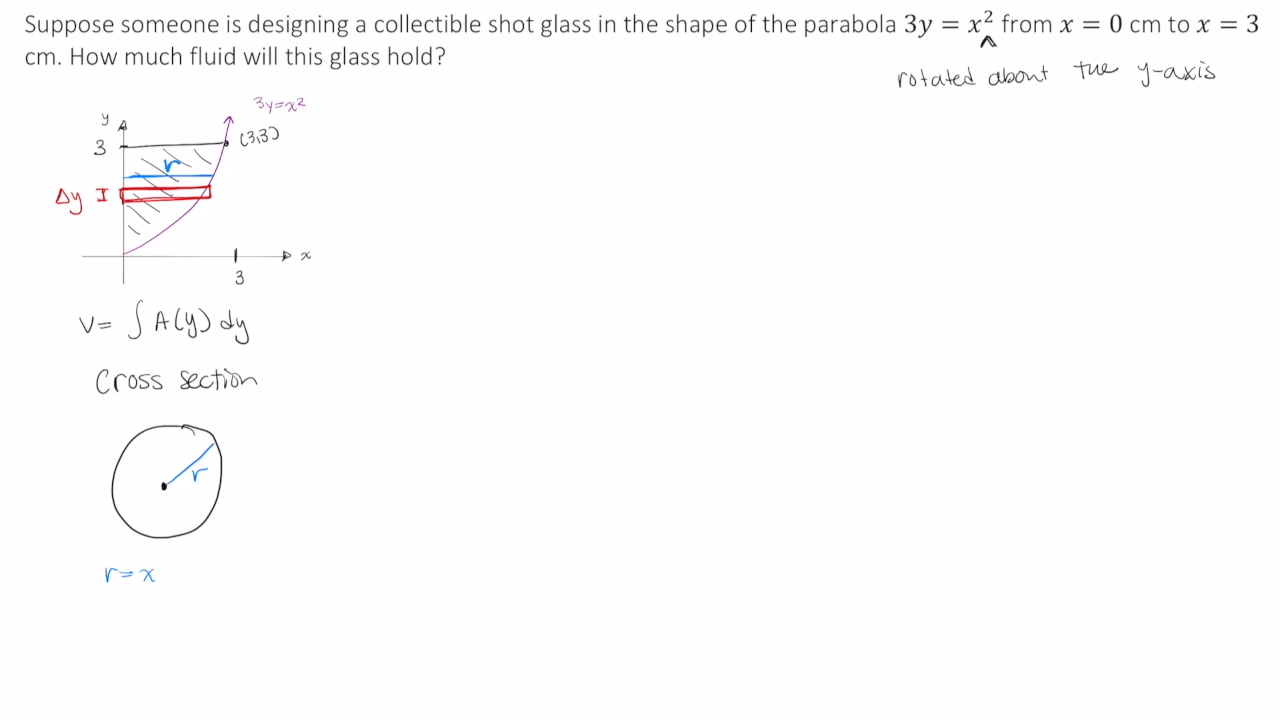 Suppose someone is designing a collectible shot glass in the shape of the parabola 3y = x² from x = 0 cm to x = 3
cm. How much fluid will this glass hold?
^
rotated about the y-axis
3y=x²
y
3
(3,3)
r
Δy
x
3
V= ∫ A(y) dy
Cross section
r
r=x